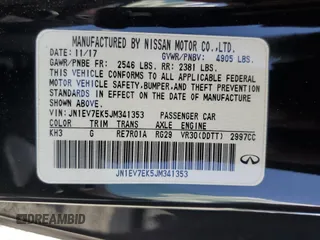 MANUFACTURED BY NISSAN MOTOR CO.,LTD.
DATE: 11/17 GVWR/PNBV: 4905 LBS.
GAWR/PNBE FR: 2546 LBS. RR: 2381 LBS.
THIS VEHICLE CONFORMS TO ALL APPLICABLE FEDERAL
MOTOR VEHICLE SAFETY,BUMPER,AND THEFT
PREVENTION STANDARDS IN EFFECT ON THE DATE OF
MANUFACTURE SHOWN ABOVE.
VIN: JN1EV7EK5JM341353 PASSENGER CAR
COLOR TRIM TRANS AXLE ENGINE
KH3 G RE7R01A RG29 VR30(DDTT) 2997CC
JN1EV7EK5JM341353
INFINITI
DREAMBID